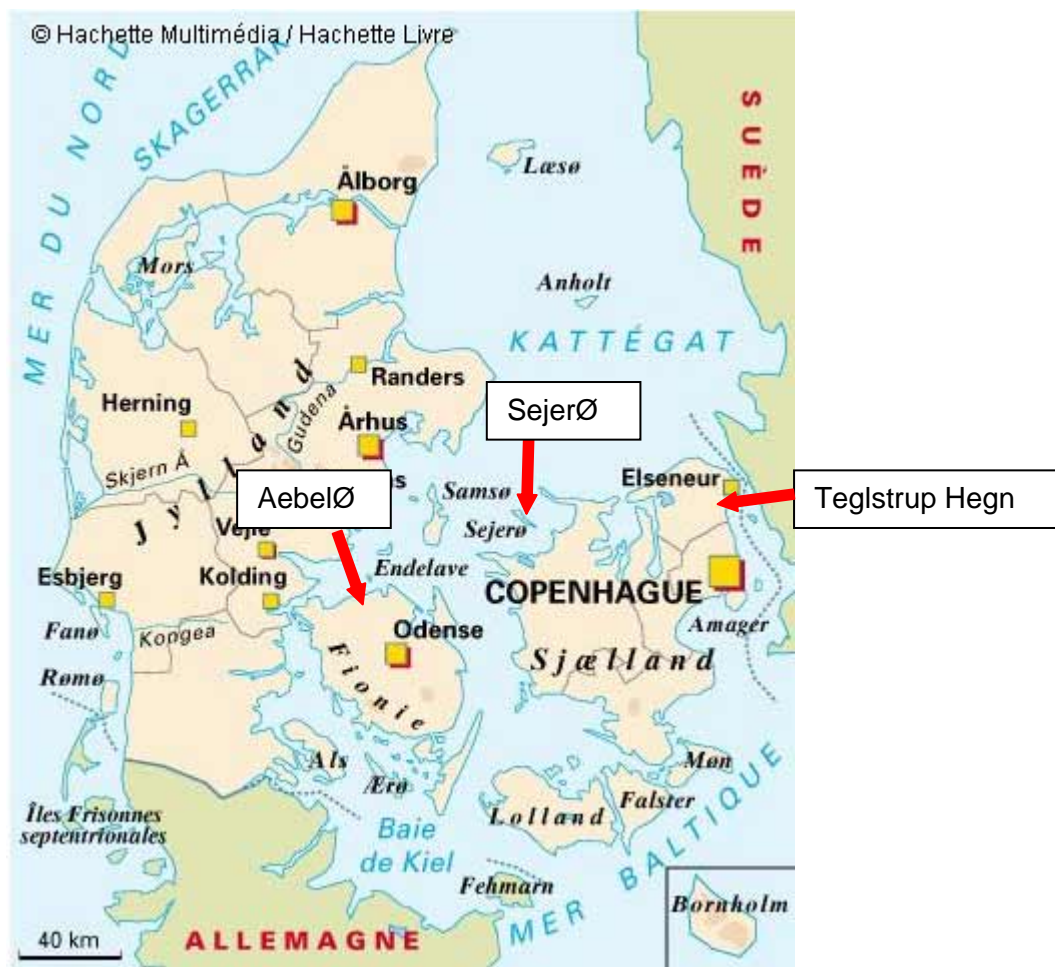 © Hachette Multimédia / Hachette Livre
MER DU NORD
SKAGERRAK
SUÈDE
Læsø
Ålborg
Mors
Anholt
KATTÉGAT
Randers
Herning
Gudena
SejerØ
Århus
Jylland
Skjern Å
Elseneur
Samsø
AebelØ
Teglstrup Hegn
Sejerø
Vejle
Endelave
Esbjerg
Kolding
COPENHAGUE
Fanø
Kongea
Odense
Amager
Fionie
Sjælland
Rømø
Als
Møn
Ærø
Falster
Îles Frisonnes
septentrionales
Lolland
Baie
de Kiel
MER BALTIQUE
Fehmarn
Bornholm
40 km
ALLEMAGNE